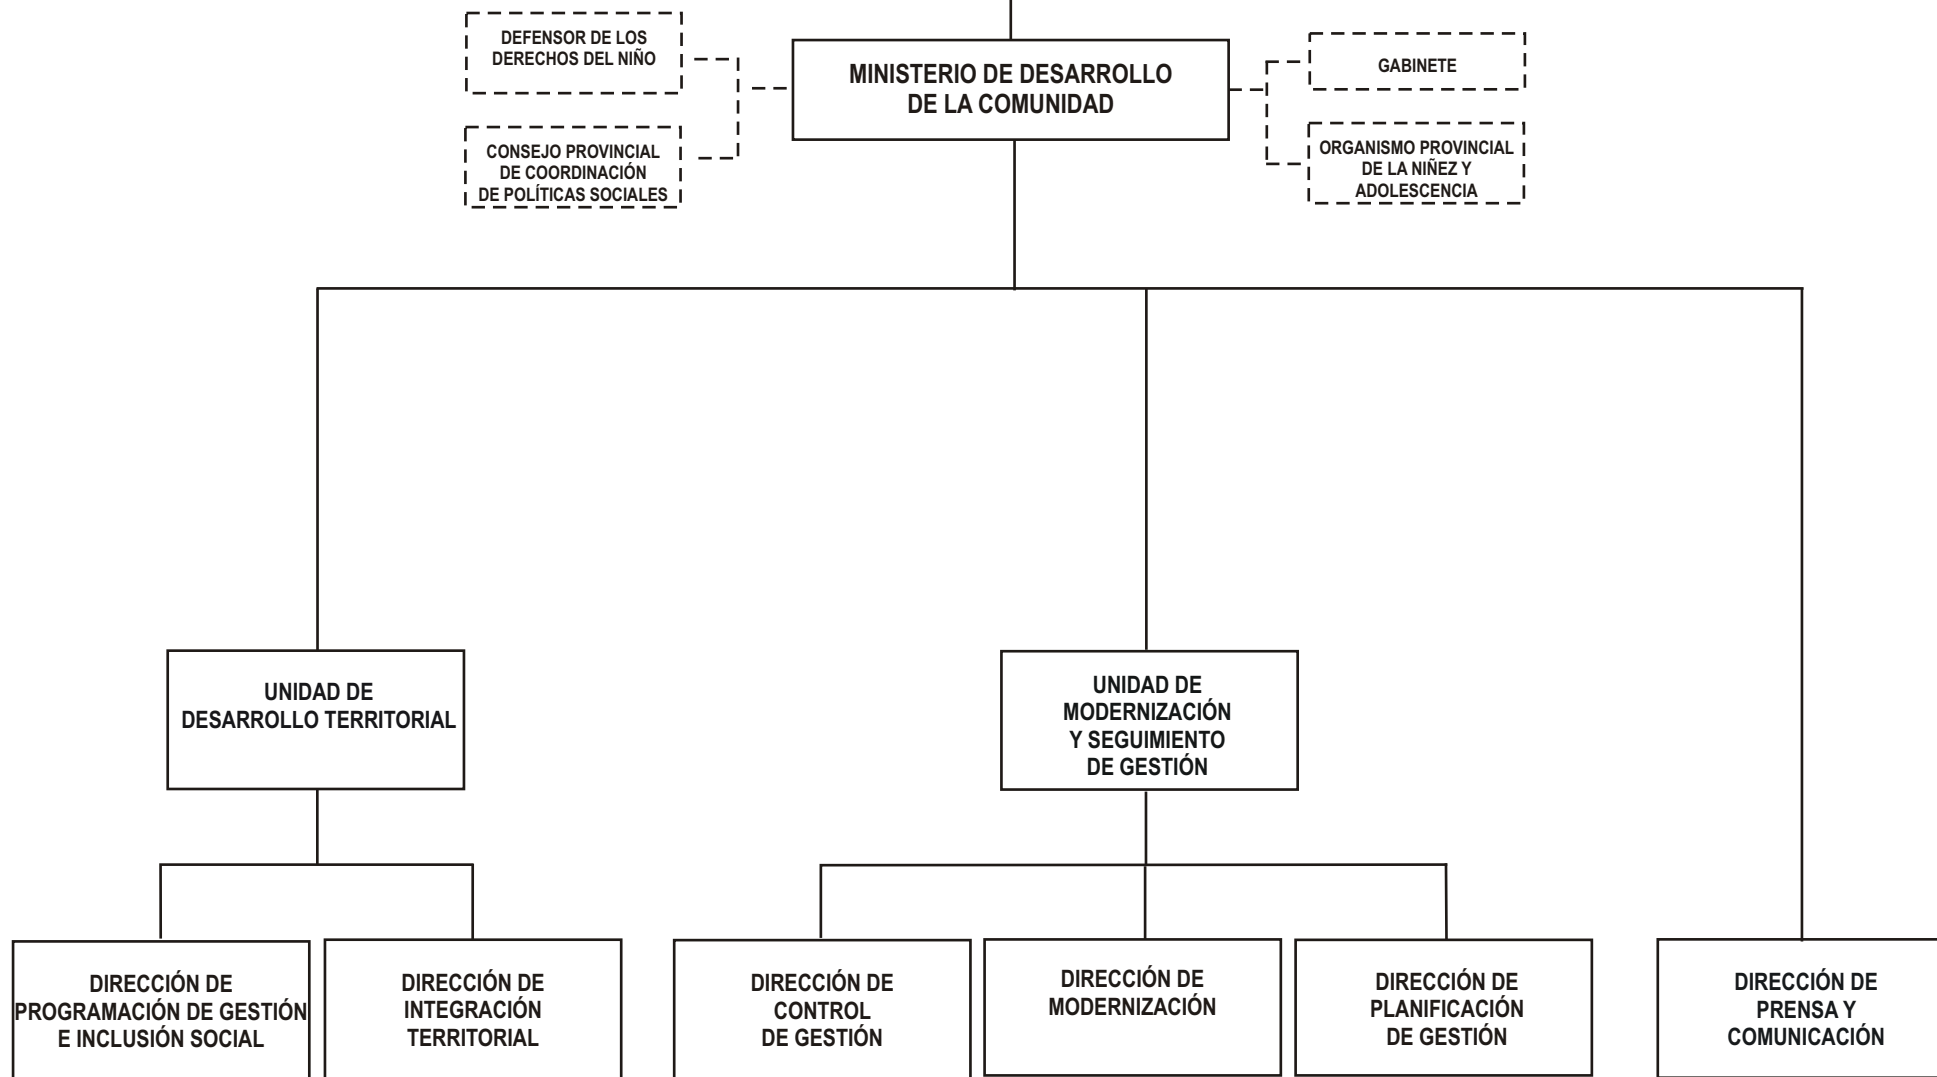 DEFENSOR DE LOS
DERECHOS DEL NIÑO
CONSEJO PROVINCIAL
DE COORDINACIÓN
DE POLÍTICAS SOCIALES
MINISTERIO DE DESARROLLO
DE LA COMUNIDAD
GABINETE
ORGANISMO PROVINCIAL
DE LA NIÑEZ Y
ADOLESCENCIA
UNIDAD DE
DESARROLLO TERRITORIAL
UNIDAD DE
MODERNIZACIÓN
Y SEGUIMIENTO
DE GESTIÓN
DIRECCIÓN DE
PROGRAMACIÓN DE GESTIÓN
E INCLUSIÓN SOCIAL
DIRECCIÓN DE
INTEGRACIÓN
TERRITORIAL
DIRECCIÓN DE
CONTROL
DE GESTIÓN
DIRECCIÓN DE
MODERNIZACIÓN
DIRECCIÓN DE
PLANIFICACIÓN
DE GESTIÓN
DIRECCIÓN DE
PRENSA Y
COMUNICACIÓN